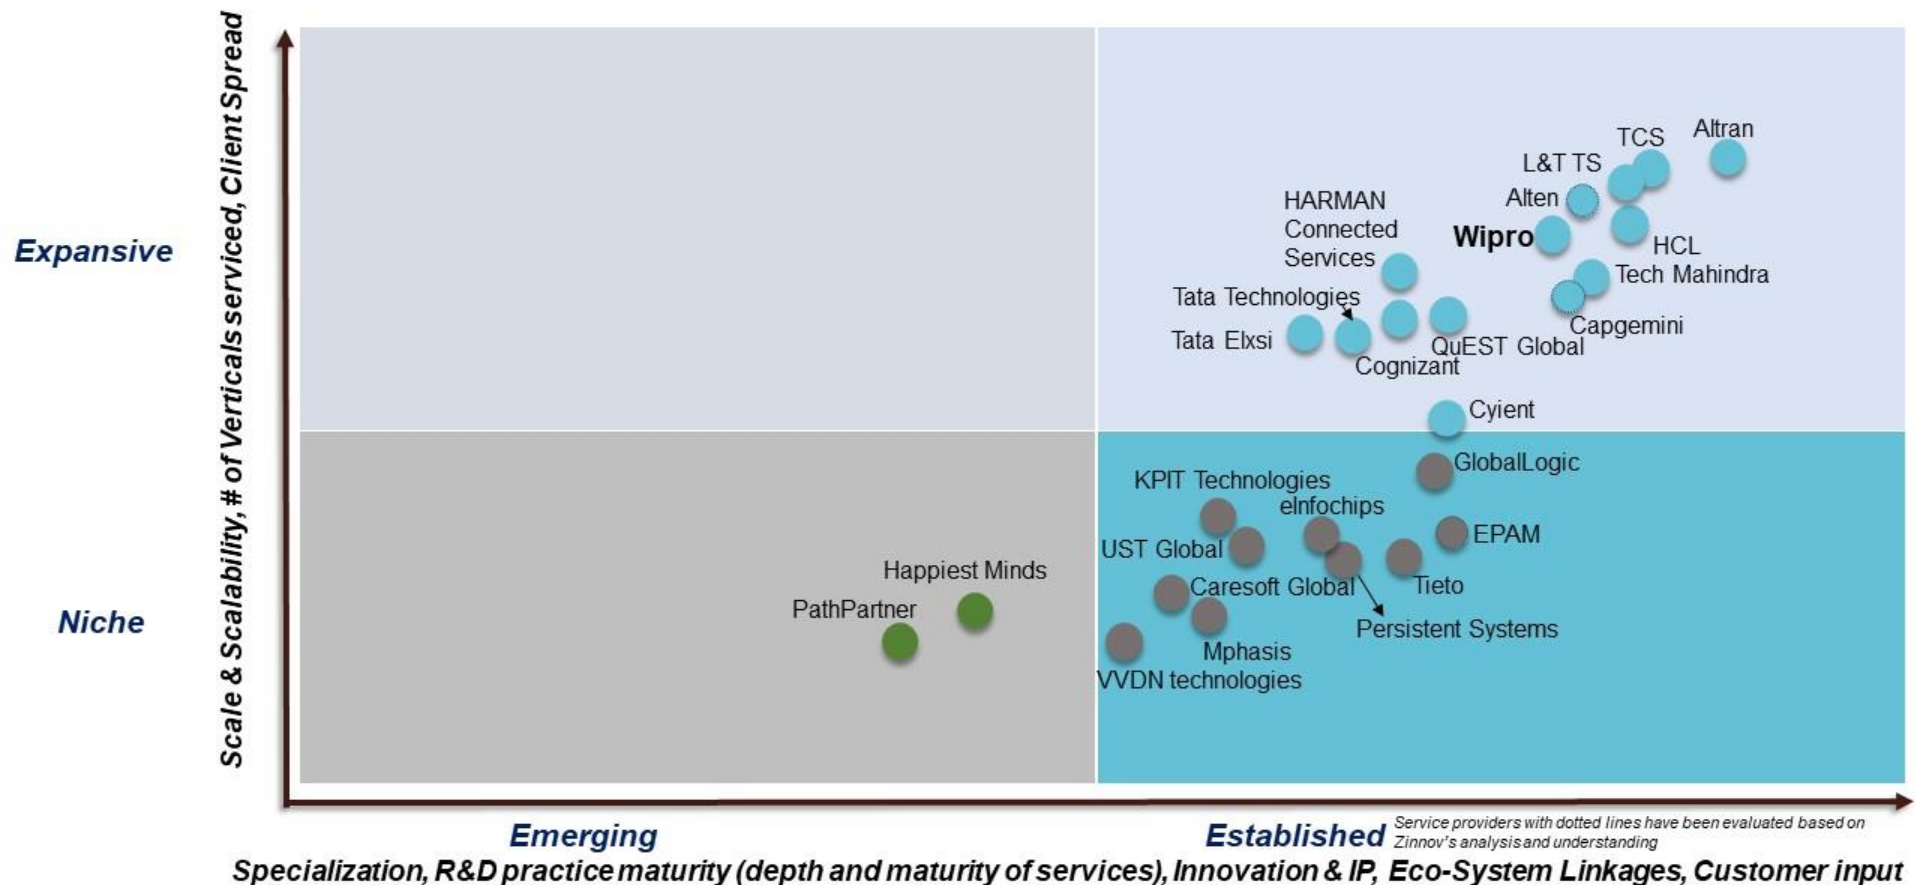 Scale & Scalability, # of Verticals serviced, Client Spread
Expansive
Niche
Altran
TCS
L&T TS
Alten
HARMAN
Connected
Services
Wipro
HCL
Tech Mahindra
Tata Technologies
Capgemini
Tata Elxsi
QuEST Global
Cognizant
Cyient
GlobalLogic
KPIT Technologies
eInfochips
EPAM
UST Global
Happiest Minds
Caresoft Global
Tieto
PathPartner
Persistent Systems
Mphasis
VVDN technologies
Emerging
Established
Service providers with dotted lines have been evaluated based on
Zinnov's analysis and understanding
Specialization, R&D practice maturity (depth and maturity of services), Innovation & IP, Eco-System Linkages, Customer input